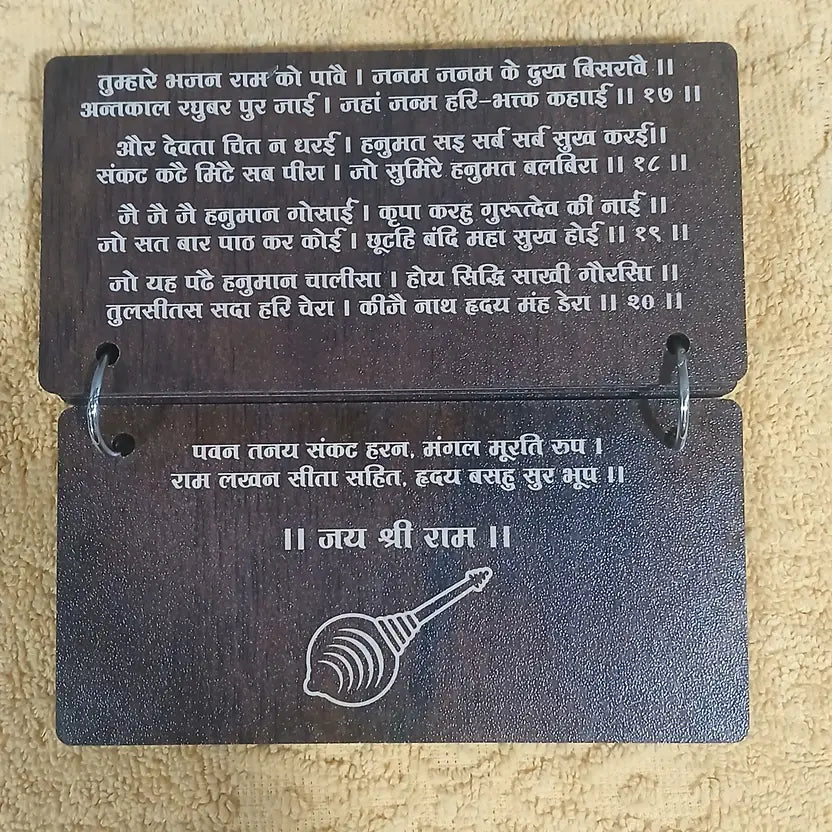 तुम्हारे भजन राम को पावै । जनम जनम के दुख बिसरावै ॥
अन्तकाल रघुबर पुर जाई । जहां जन्म हरि-भक्त कहााई ॥ १७ ॥
और देवता चित न धरई । हनुमत सइ सर्ब सर्ब सुख करई॥
संकट कटै मिटै सब पीरा । जो सुमिरै हनुमत बलबिरा ॥ १८ ॥
जै जै जै हनुमान गोसाईं । कृपा करहु गुरूत्देव की नाई ॥
जो सत बार पाठ कर कोई । छूटहि बंदि महा सुख होई ॥ १९ ॥
जो यह पढै हनुमान चालीसा । होय सिद्धि साखी गौरसिा ॥
तुलसीतस सदा हरि चेरा । कीजै नाथ हृदय मंह डेरा ॥ २० ॥
पवन तनय संकट हरन, मंगल मूरति रुप ।
राम लखन सीता सहित, हृदय बसहु सुर भूप ॥
॥ जय श्री राम ॥